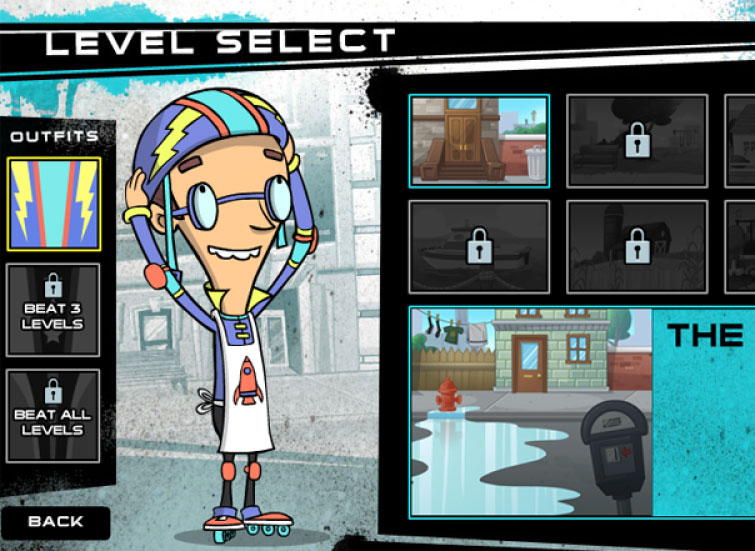 LEVEL SELECT
OUTFITS
BEAT 3
LEVELS
BEAT ALL
LEVELS
BACK
THE